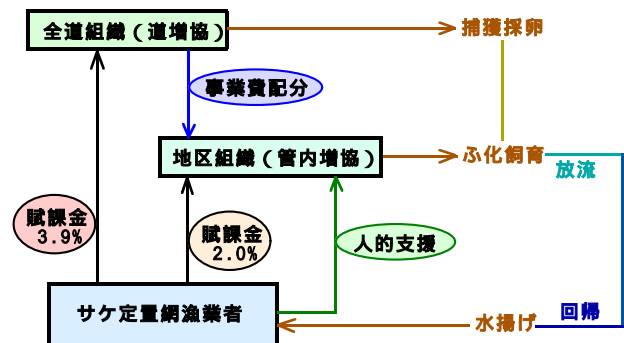 全道組織(道増協)
捕獲採卵
事業費配分
地区組織(管内増協)
ふ化飼育
放流
賦課金
3.9%
賦課金
2.0%
人的支援
サケ定置網漁業者
水揚げ
回帰